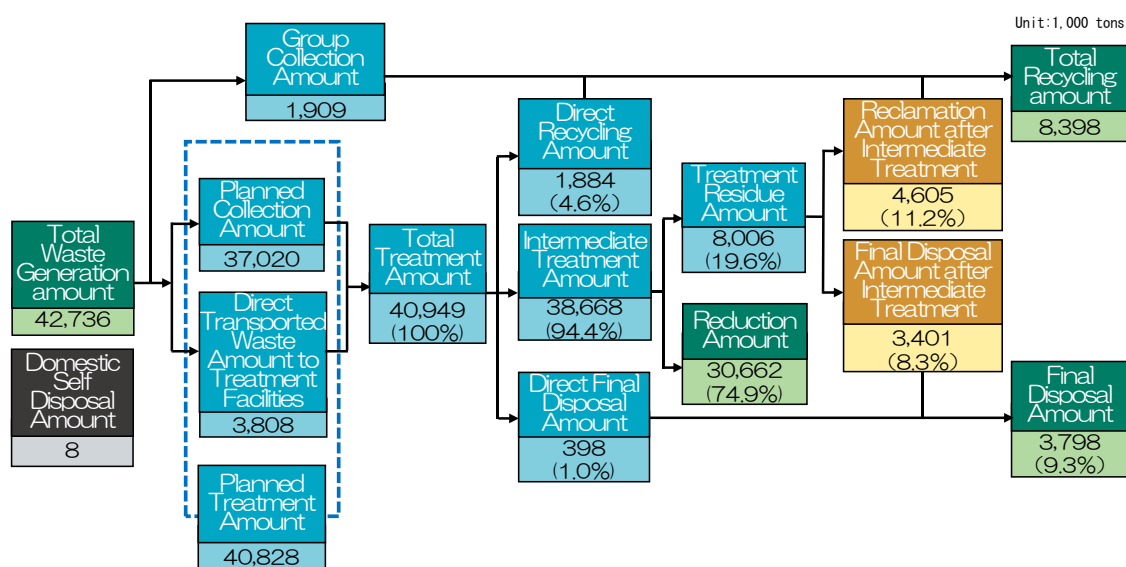 Unit:1,000 tons
Group
Collection
Amount
1,909
Total
Recycling
amount
8,398
Direct
Recycling
Amount
1,884
(4.6%)
Reclamation
Amount after
Intermediate
Treatment
4,605
(11.2%)
Planned
Collection
Amount
37,020
Treatment
Residue
Amount
8,006
(19.6%)
Total
Waste
Generation
amount
42,736
Total
Treatment
Amount
40,949
(100%)
Intermediate
Treatment
Amount
38,668
(94.4%)
Final Disposal
Amount after
Intermediate
Treatment
3,401
(8.3%)
Direct
Transported
Waste
Amount to
Treatment
Facilities
3,808
Reduction
Amount
30,662
(74.9%)
Domestic
Self
Disposal
Amount
8
Direct Final
Disposal
Amount
398
(1.0%)
Final
Disposal
Amount
3,798
(9.3%)
Planned
Treatment
Amount
40,828